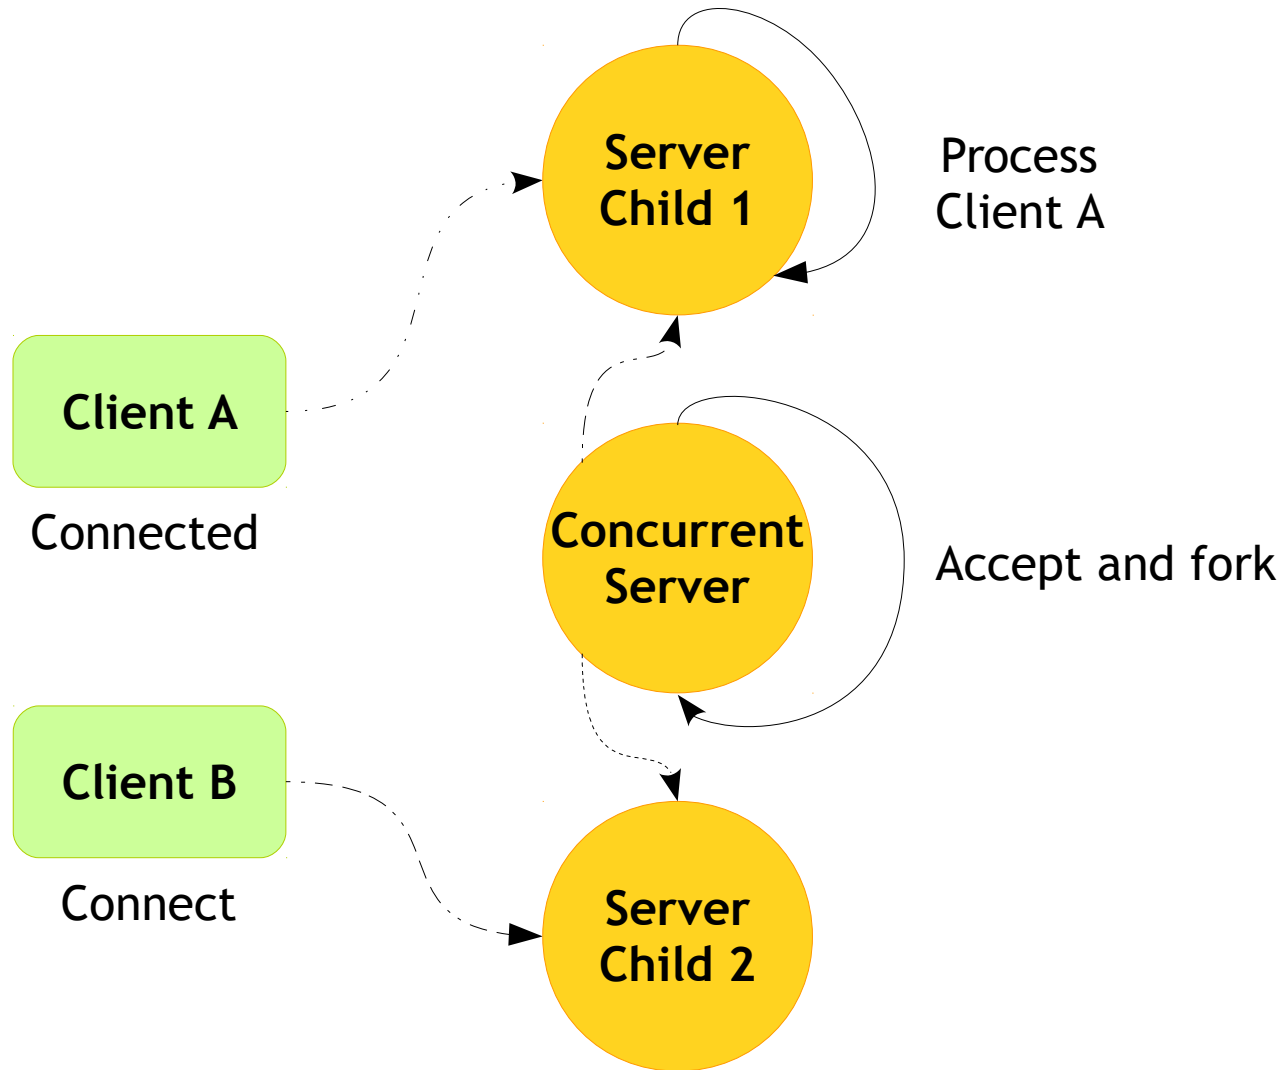 Server
Child 1
Process
Client A
Client A
Connected
Concurrent
Server
Accept and fork
Client B
Connect
Server
Child 2